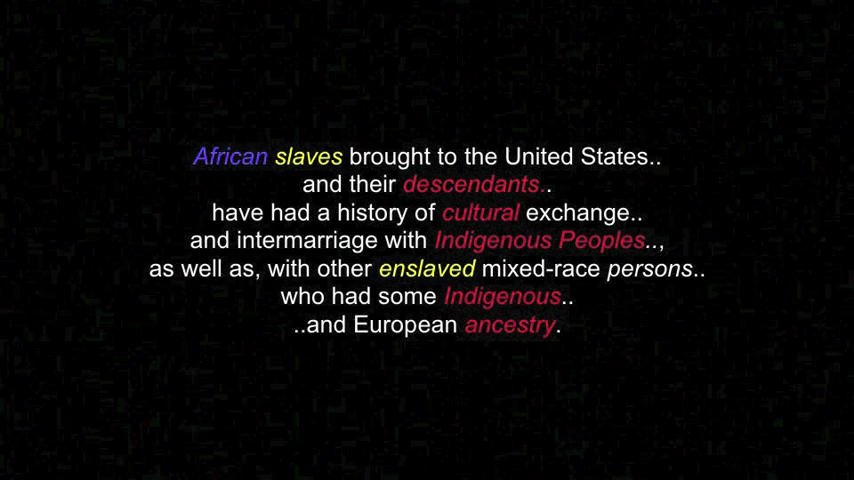 African slaves brought to the United States..
and their descendants..
have had a history of cultural exchange..
and intermarriage with Indigenous Peoples..,
as well as, with other enslaved mixed-race persons..
who had some Indigenous..
..and European ancestry.